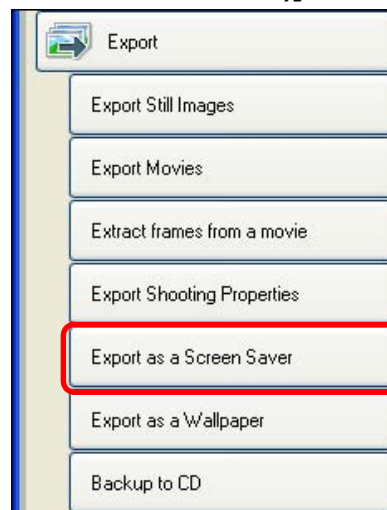 Export
Export Still Images
Export Movies
Extract frames from a movie
Export Shooting Properties
Export as a Screen Saver
Export as a Wallpaper
Backup to CD